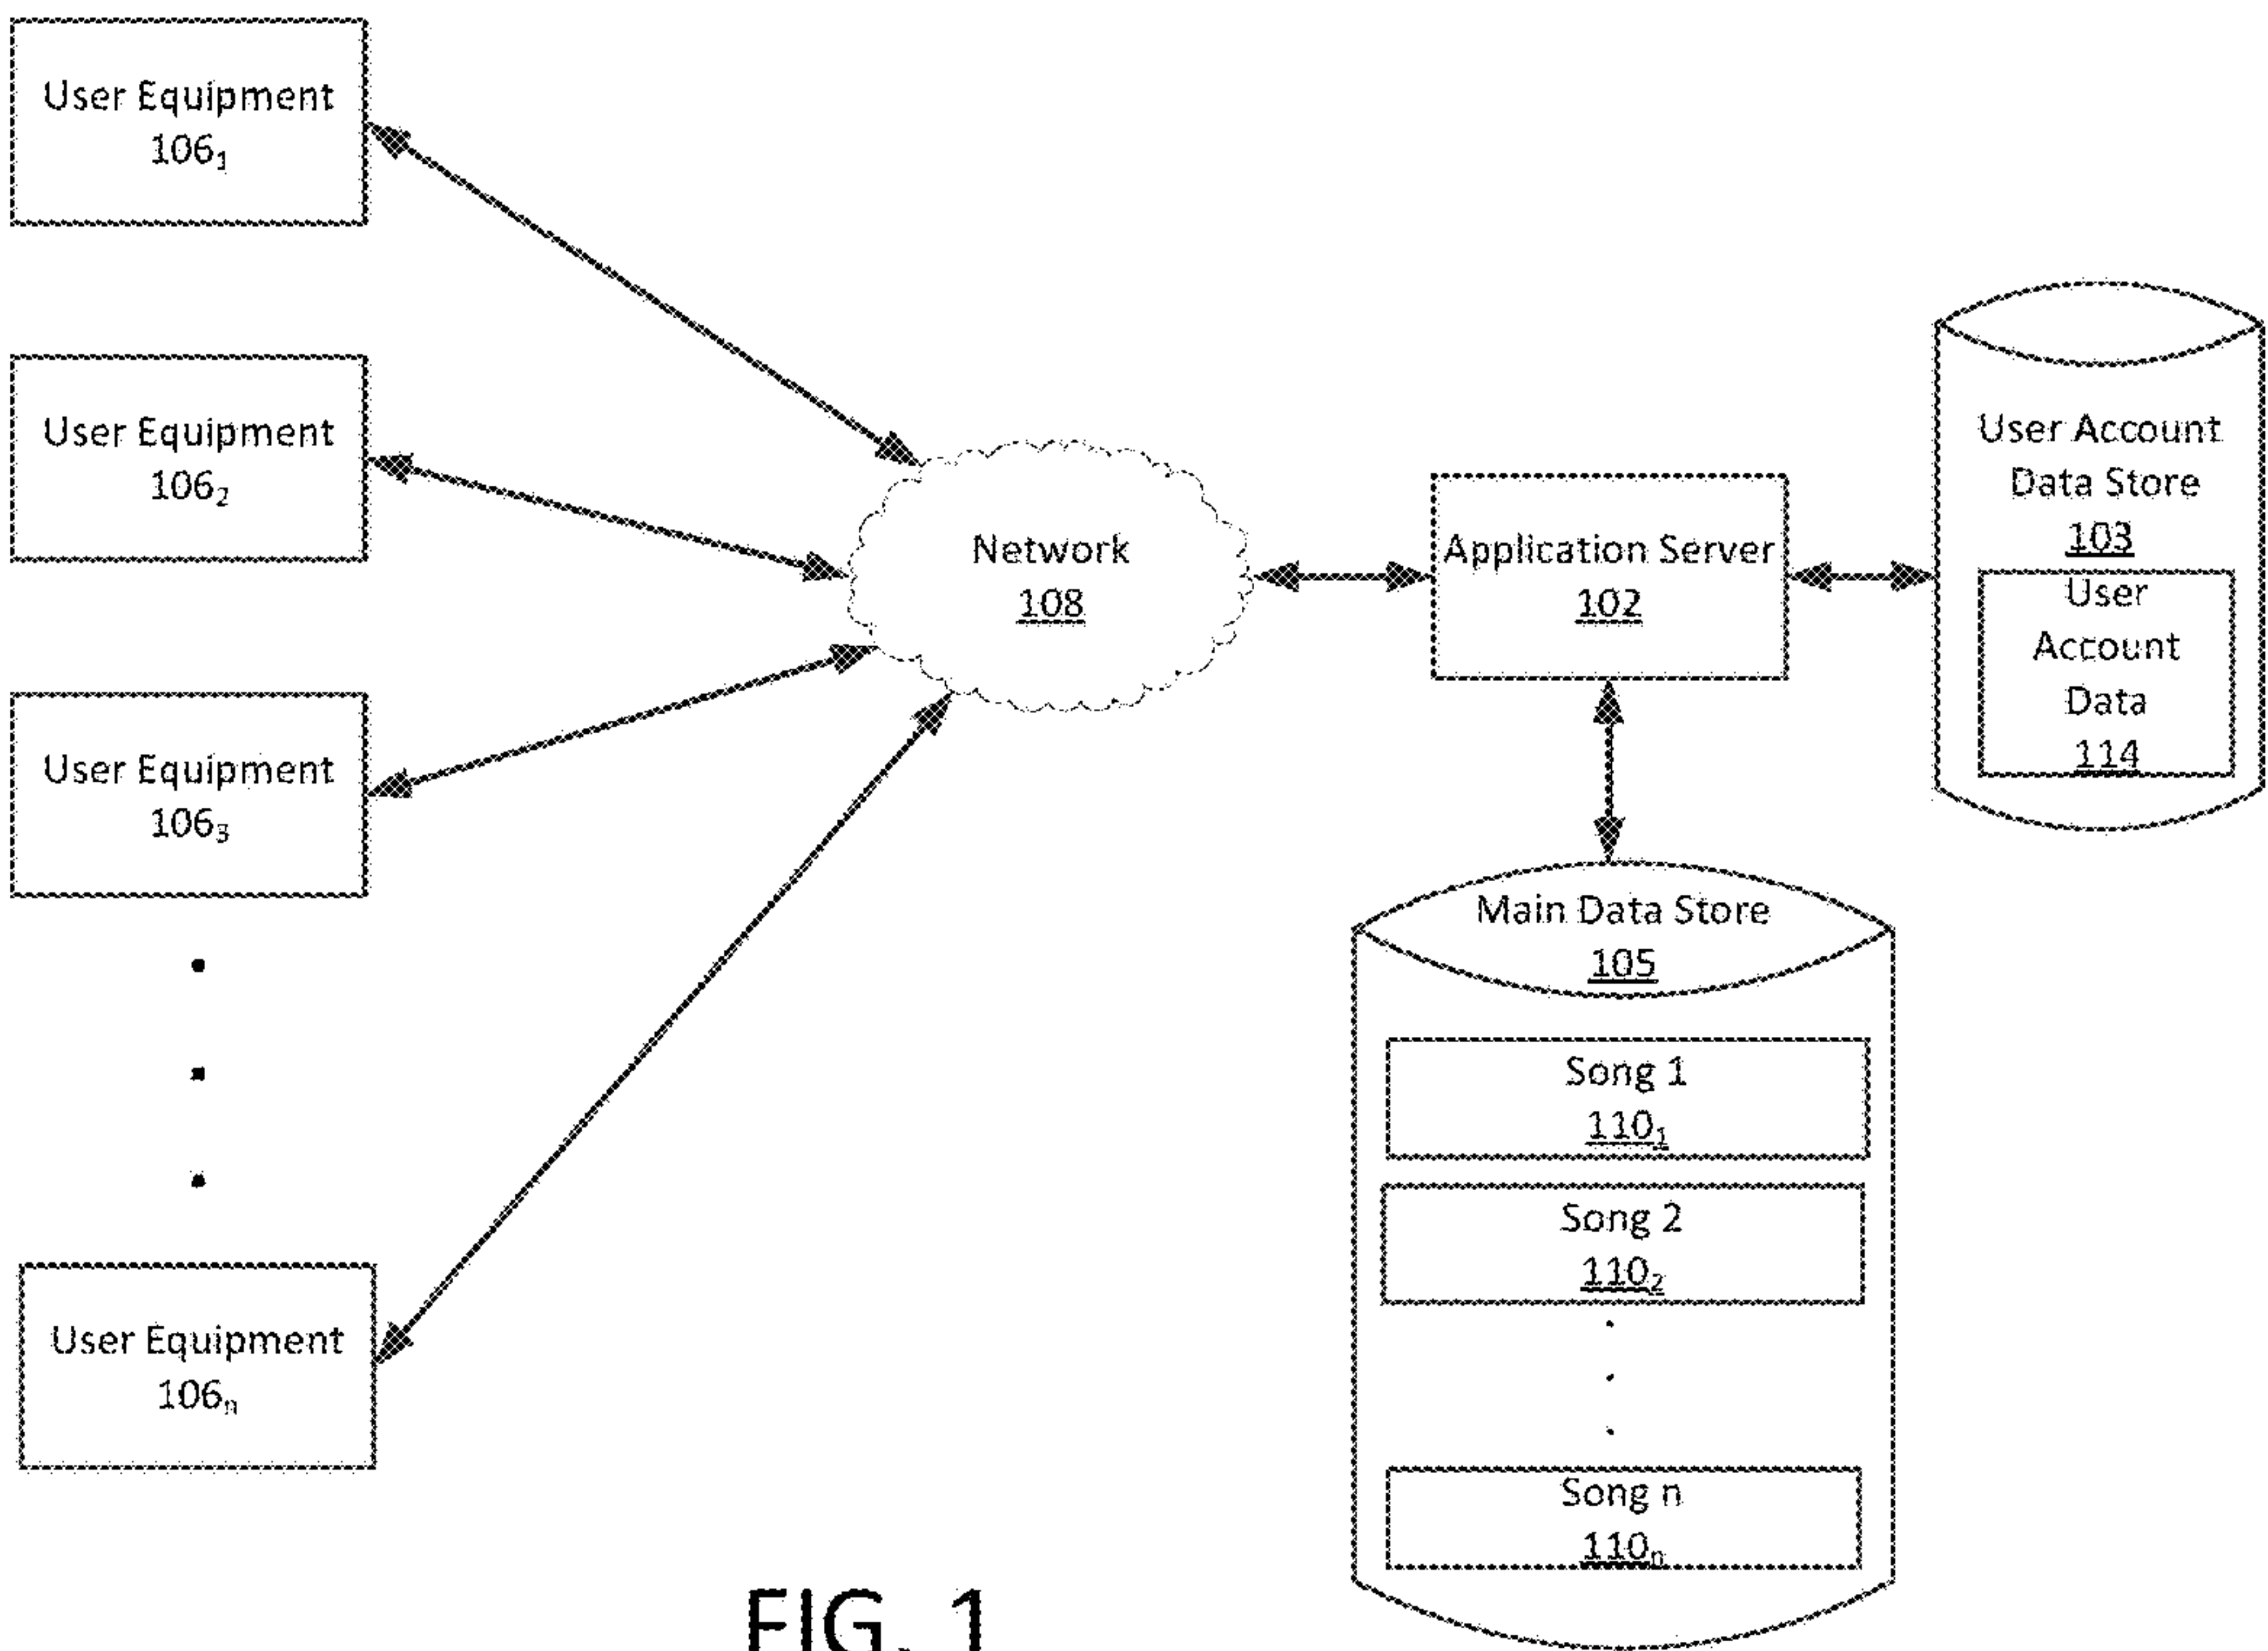 User Equipment
106₁
User Equipment
106₂
User Equipment
106₃
User Equipment
106ₙ
Network
108
Application Server
102
User Account
Data Store
103
User
Account
Data
114
Main Data Store
105
Song 1
110₁
Song 2
110₂
Song n
110ₙ
FIG. 1